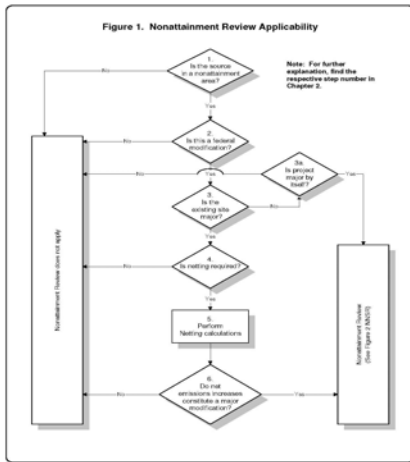 Figure 1. Nonattainment Review Applicability
Note: For further
explanation, find the
respective step number in
Chapter 2.
1.
Is the source
in a nonattainment
area?
No
Yes
2.
Is this a federal
modification?
No
Yes
3a.
Is project
major by
itself?
Yes
3.
Is the
existing site
major?
No
Yes
4.
Is netting required?
No
Yes
5.
Perform
Netting calculations
6.
Do net
emissions increases
constitute a major
modification?
No
Yes
Nonattainment Review does not apply
Nonattainment Review
(See Figure 2 NNSR)